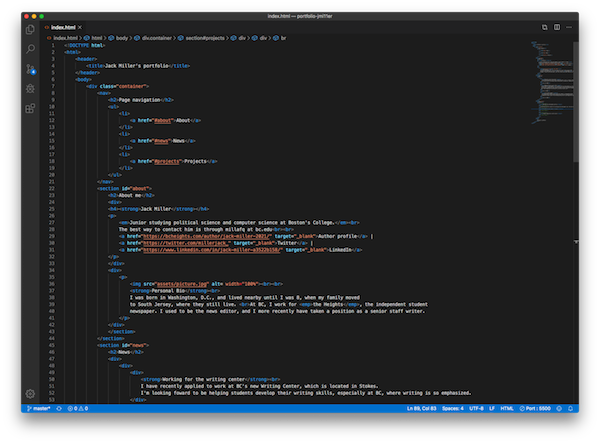 index.html — portfolio-jmi11er
index.html ×
index.html > html > body > div.container > section#projects > div > div > br
1 <!DOCTYPE html>
2 <html>
3 <header>
4 <title>Jack Miller's portfolio</title>
5 </header>
6 <body>
7 <div class="container">
8 <nav>
9 <h2>Page navigation</h2>
10 <ul>
11 <li>
12 <a href="#about">About</a>
13 </li>
14 <li>
15 <a href="#news">News</a>
16 </li>
17 <li>
18 <a href="#projects">Projects</a>
19 </li>
20 </ul>
21 </nav>
22 <section id="about">
23 <h2>About me</h2>
24 <div>
25 <h4><strong>Jack Miller</strong></h4>
26 <p>
27 <em>Junior studying political science and computer science at Boston's College.</em><br>
28 The best way to contact him is through millafq at bc.edu<br><br>
29 <a href="https://bcheights.com/author/jack-miller-2021/" target="_blank">Author profile</a> |
30 <a href="https://twitter.com/millerjack_" target="_blank">Twitter</a> |
31 <a href="https://www.linkedin.com/in/jack-miller-a3522b158/" target="_blank">LinkedIn</a>
32 </p>
33 </div>
34 <div>
35 <p>
36 <img src="assets/picture.jpg" alt= width="100%"><br><br>
37 <strong>Personal Bio</strong><br>
38 I was born in Washington, D.C., and lived nearby until I was 8, when my family moved
39 to South Jersey, where they still live. <br>At BC, I work for <emp>the Heights</emp>, the independent student
40 newspaper. I used to be the news editor, and I more recently have taken a position as a senior staff writer.
41 </p>
42 </div>
43 </section>
44 </section>
45 <section id="news">
46 <h2>News</h2>
47 <div>
48 <div>
49 <div>
50 <strong>Working for the writing center</strong><br>
51 I have recently applied to work at BC's new Writing Center, which is located in Stokes.
52 I'm looking foward to be helping students develop their writing skills, especially at BC, where writing is so emphasized.
53 </div>
master* 0 0 Ln 89, Col 83 Spaces: 4 UTF-8 LF HTML Port : 5500